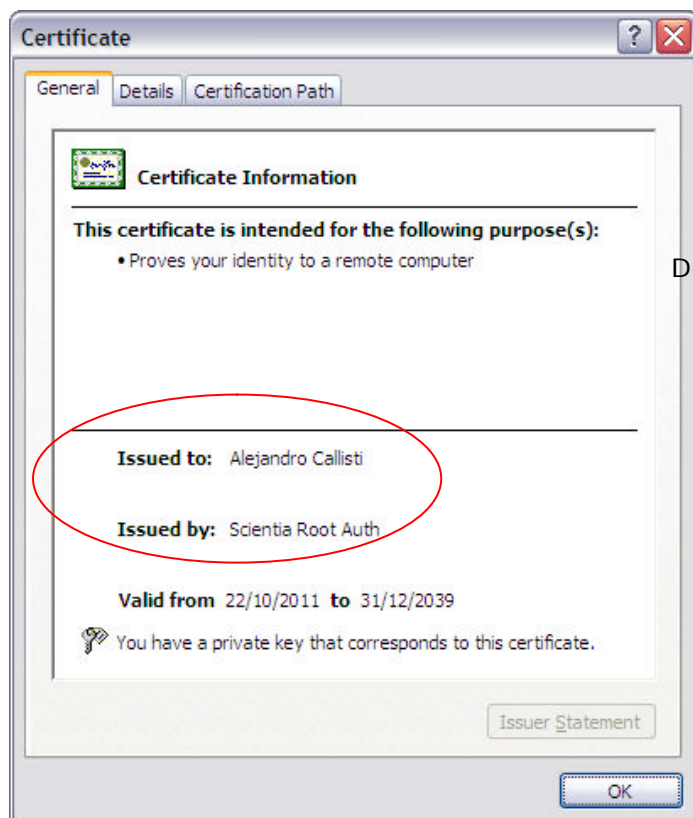 Certificate
General Details Certification Path
Certificate Information
This certificate is intended for the following purpose(s):
• Proves your identity to a remote computer
D
Issued to: Alejandro Callisti
Issued by: Scientia Root Auth
Valid from 22/10/2011 to 31/12/2039
You have a private key that corresponds to this certificate.
Issuer Statement
OK